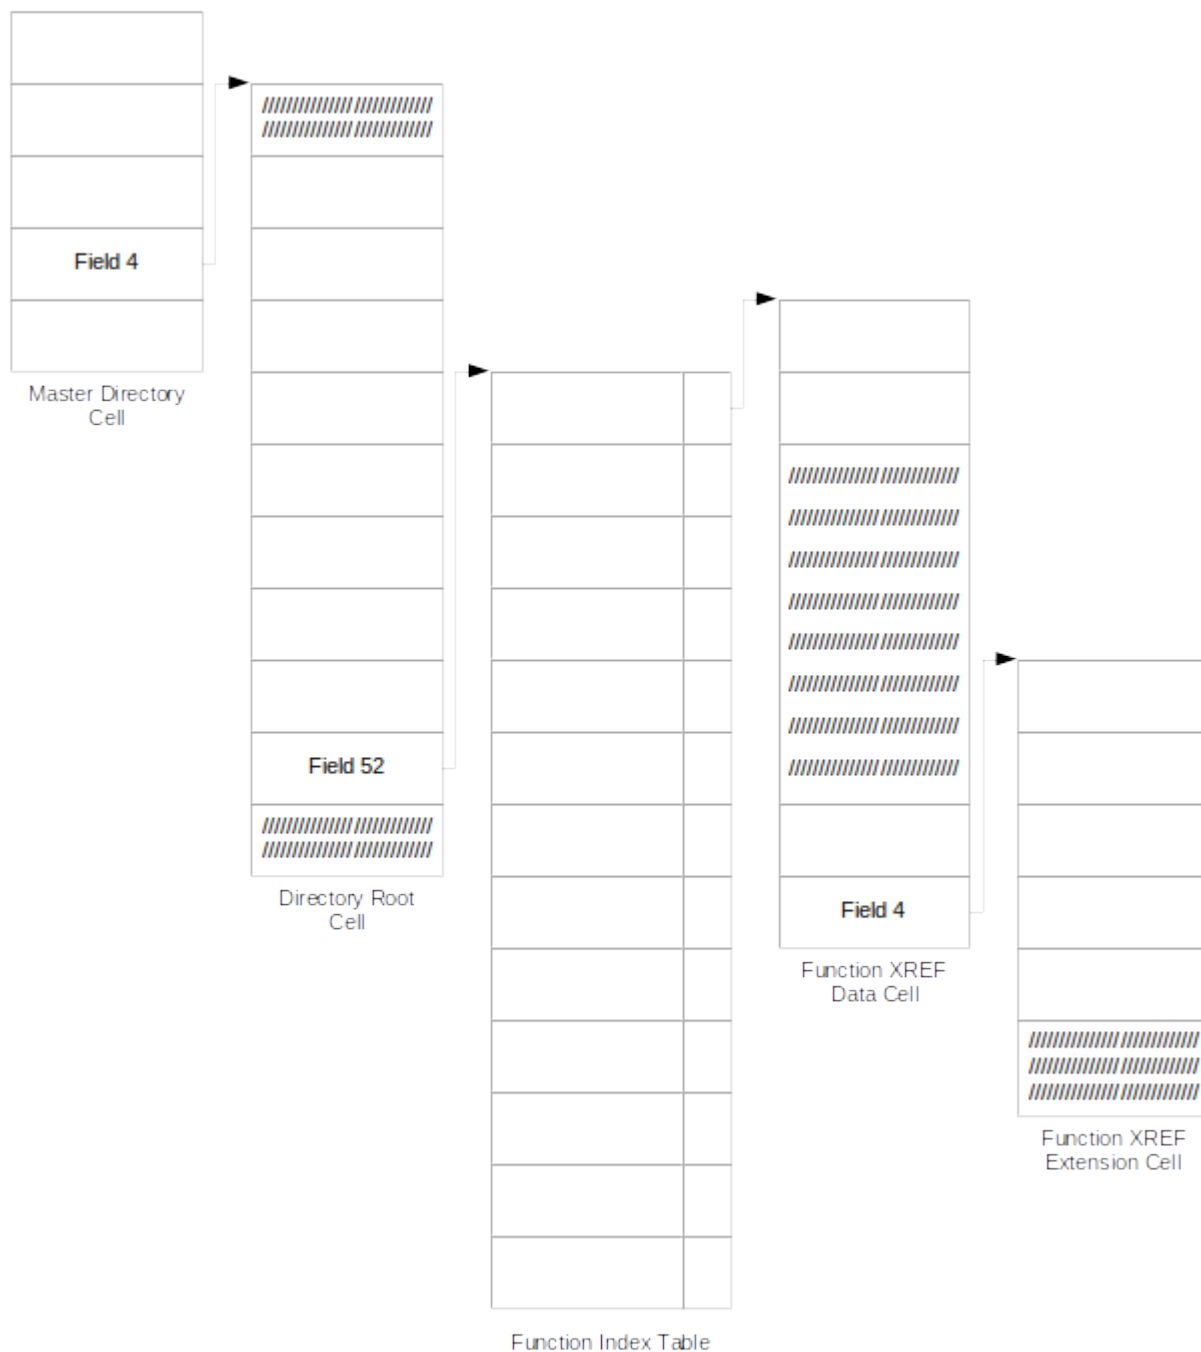 Field 4
Master Directory
Cell
Field 52
Directory Root
Cell
Function Index Table
Field 4
Function XREF
Data Cell
Function XREF
Extension Cell